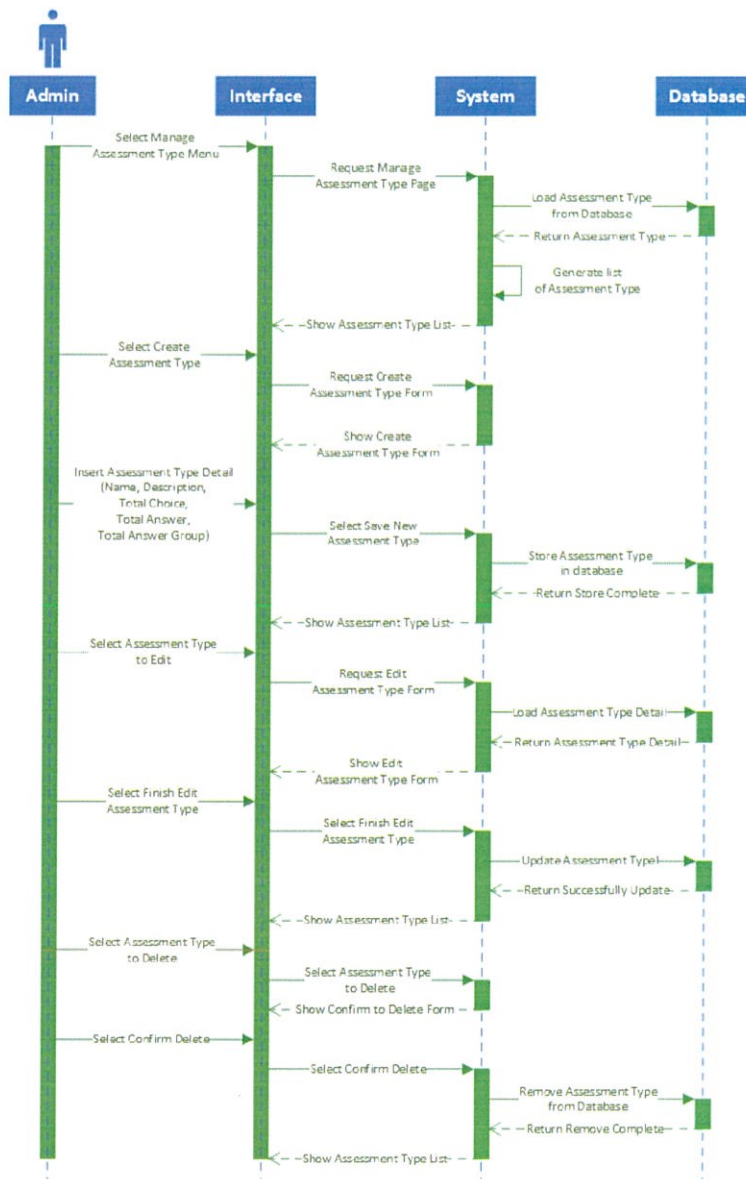 Admin
Interface
System
Database
Select Manage
Assessment Type Menu
Request Manage
Assessment Type Page
Load Assessment Type
from Database
Return Assessment Type
Generate list
of Assessment Type
Show Assessment Type List
Select Create
Assessment Type
Request Create
Assessment Type Form
Show Create
Assessment Type Form
Insert Assessment Type Detail
(Name, Description,
Total Choice,
Total Answer,
Total Answer Group)
Select Save New
Assessment Type
Store Assessment Type
in database
Return Store Complete
Show Assessment Type List
Select Assessment Type
to Edit
Request Edit
Assessment Type Form
Load Assessment Type Detail
Return Assessment Type Detail
Show Edit
Assessment Type Form
Select Finish Edit
Assessment Type
Select Finish Edit
Assessment Type
Update Assessment Typel
Return Successfully Update
Show Assessment Type List
Select Assessment Type
to Delete
Select Assessment Type
to Delete
Show Confirm to Delete Form
Select Confirm Delete
Select Confirm Delete
Remove Assessment Type
from Database
Return Remove Complete
Show Assessment Type List